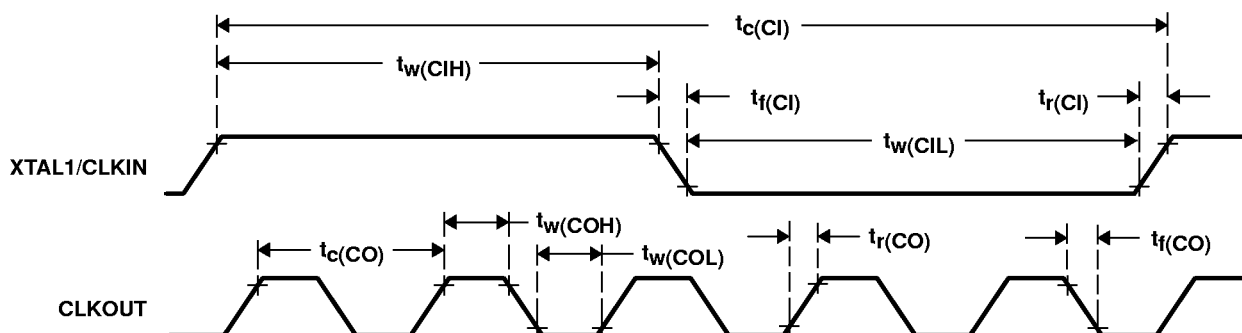 tc(CI)
tw(CIH)
tf(CI)
tr(CI)
tw(CIL)
XTAL1/CLKIN
tw(COH)
tc(CO)
tw(COL)
tr(CO)
tf(CO)
CLKOUT